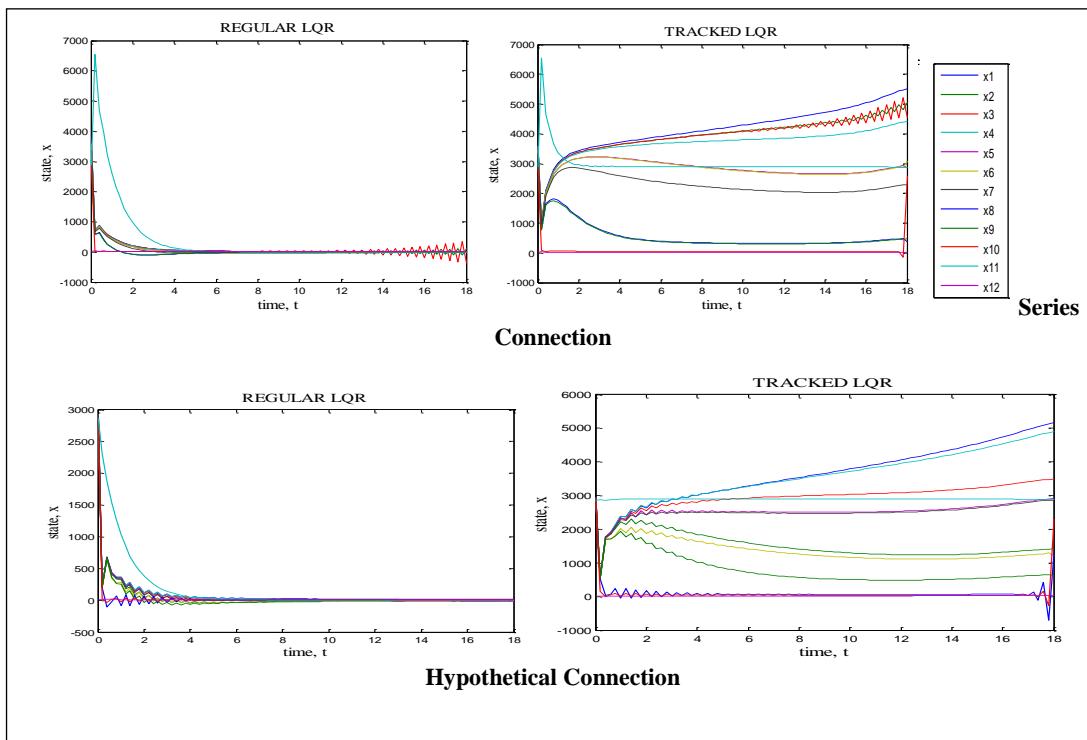 REGULAR LQR
7000
6000
5000
4000
3000
2000
1000
0
-1000
0 2 4 6 8 10 12 14 16 18
state, x
time, t
TRACKED LQR
7000
6000
5000
4000
3000
2000
1000
0
-1000
0 2 4 6 8 10 12 14 16 18
state, x
time, t
x1
x2
x3
x4
x5
x6
x7
x8
x9
x10
x11
x12
Series
Connection
REGULAR LQR
3000
2500
2000
1500
1000
500
0
-500
0 2 4 6 8 10 12 14 16 18
state, x
time, t
TRACKED LQR
6000
5000
4000
3000
2000
1000
0
-1000
0 2 4 6 8 10 12 14 16 18
state, x
time, t
Hypothetical Connection